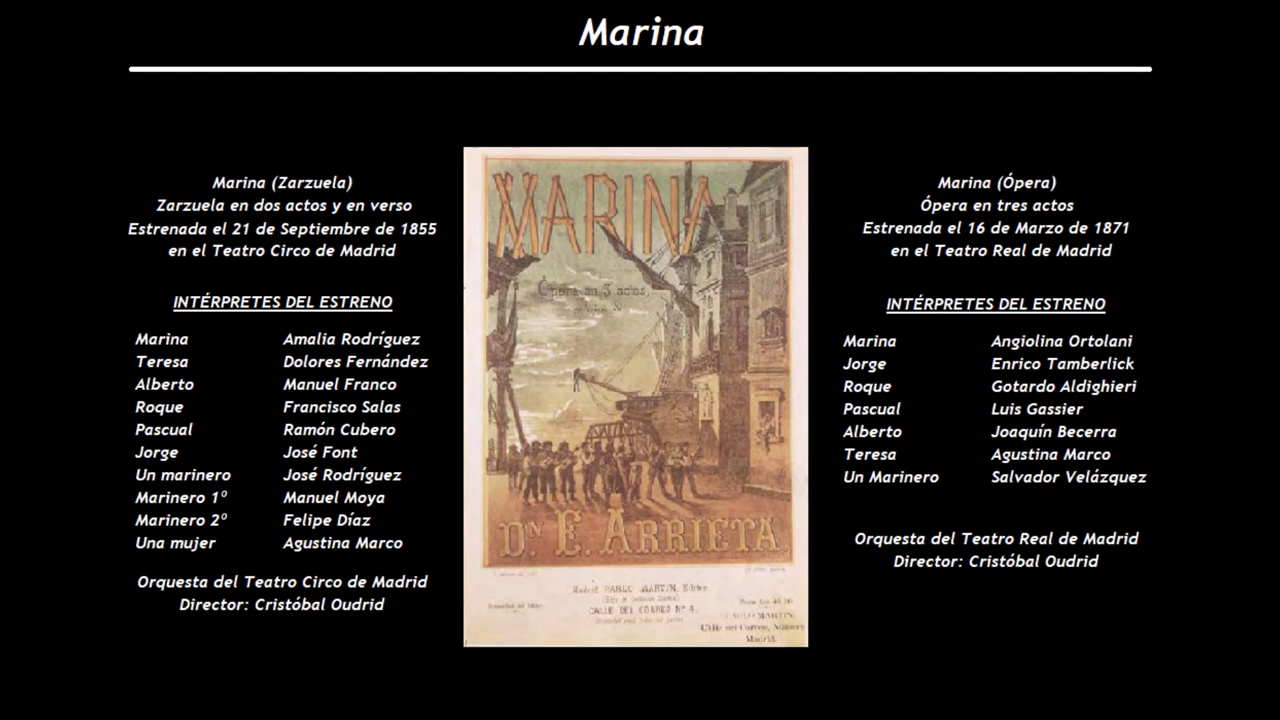 Marina
Marina (Zarzuela)
Zarzuela en dos actos y en verso
Estrenada el 21 de Septiembre de 1855
en el Teatro Circo de Madrid
INTÉRPRETES DEL ESTRENO
Marina Amalia Rodríguez
Teresa Dolores Fernández
Alberto Manuel Franco
Roque Francisco Salas
Pascual Ramón Cubero
Jorge José Font
Un marinero José Rodríguez
Marinero 1º Manuel Moya
Marinero 2º Felipe Díaz
Una mujer Agustina Marco
Orquesta del Teatro Circo de Madrid
Director: Cristóbal Oudrid
MARINA
Ópera en 3 actos,
Dn. E. ARRIETA.
Madrid PABLO MARTIN, Editor
CALLE DEL CORREO Nº 4.
Calle del Correo,
Madrid.
Marina (Ópera)
Ópera en tres actos
Estrenada el 16 de Marzo de 1871
en el Teatro Real de Madrid
INTÉRPRETES DEL ESTRENO
Marina Angiolina Ortolani
Jorge Enrico Tamberlick
Roque Gotardo Aldighieri
Pascual Luis Gassier
Alberto Joaquín Becerra
Teresa Agustina Marco
Un Marinero Salvador Velázquez
Orquesta del Teatro Real de Madrid
Director: Cristóbal Oudrid